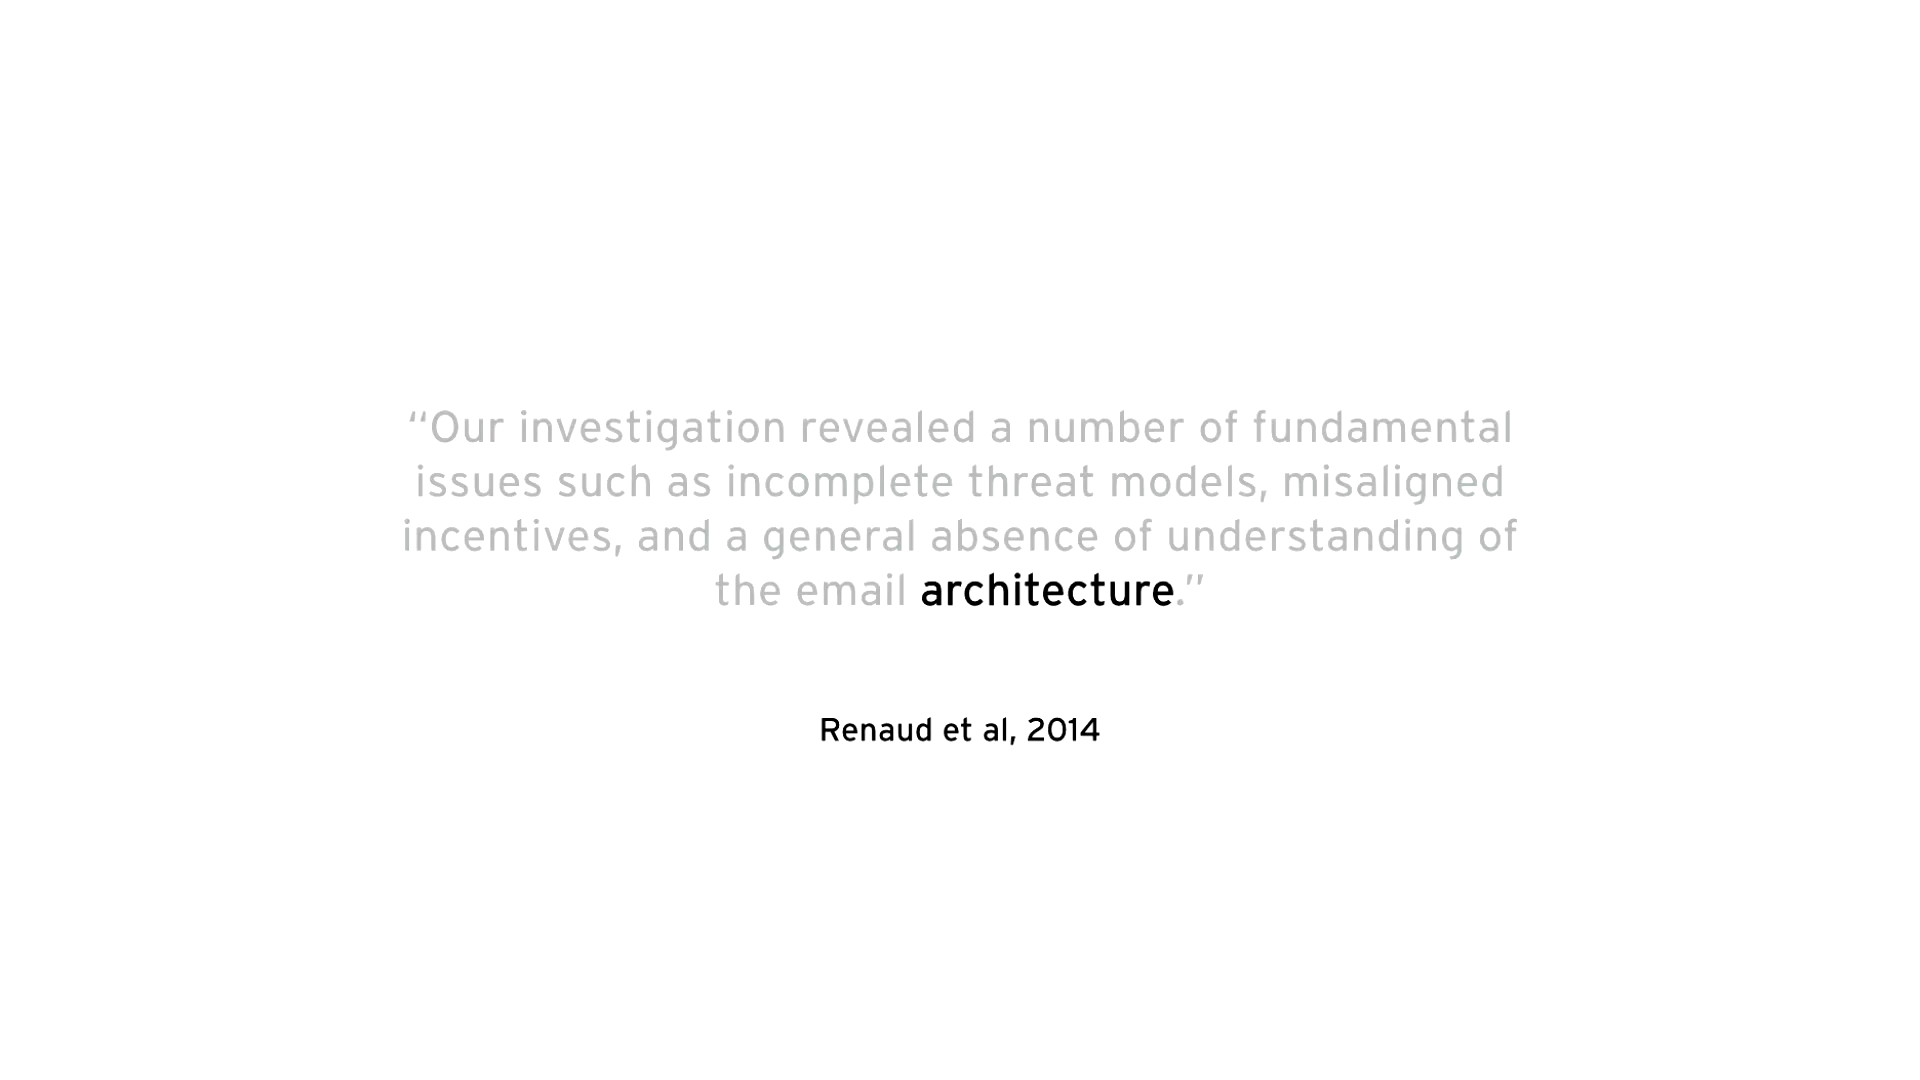 “Our investigation revealed a number of fundamental
issues such as incomplete threat models, misaligned
incentives, and a general absence of understanding of
the email architecture.”
Renaud et al, 2014